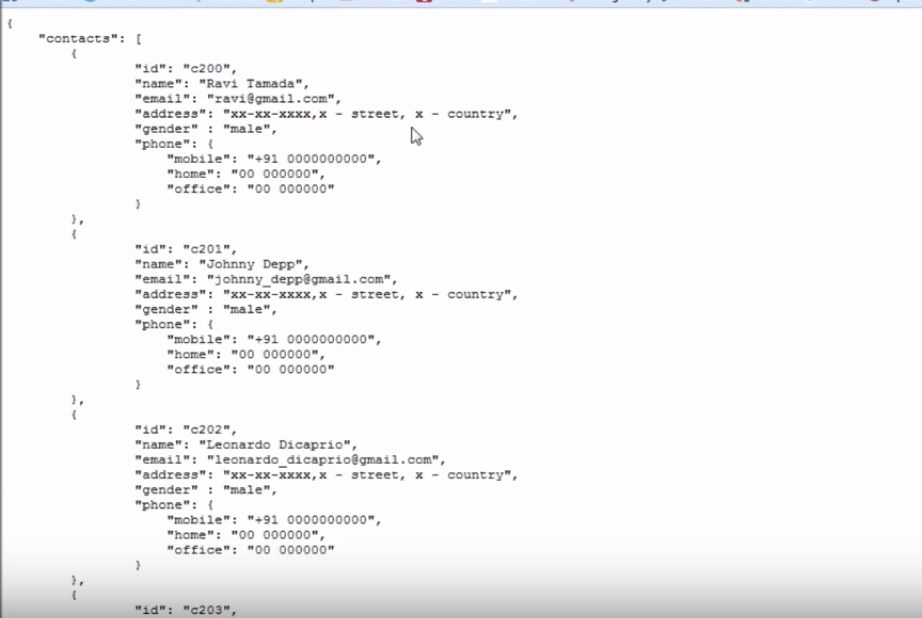 {
"contacts": [
{
"id": "c200",
"name": "Ravi Tamada",
"email": "ravi@gmail.com",
"address": "xx-xx-xxxx,x - street, x - country",
"gender" : "male",
"phone": {
"mobile": "+91 0000000000",
"home": "00 000000",
"office": "00 000000"
}
},
{
"id": "c201",
"name": "Johnny Depp",
"email": "johnny_depp@gmail.com",
"address": "xx-xx-xxxx,x - street, x - country",
"gender" : "male",
"phone": {
"mobile": "+91 0000000000",
"home": "00 000000",
"office": "00 000000"
}
},
{
"id": "c202",
"name": "Leonardo Dicaprio",
"email": "leonardo_dicaprio@gmail.com",
"address": "xx-xx-xxxx,x - street, x - country",
"gender" : "male",
"phone": {
"mobile": "+91 0000000000",
"home": "00 000000",
"office": "00 000000"
}
},
{
"id": "c203",